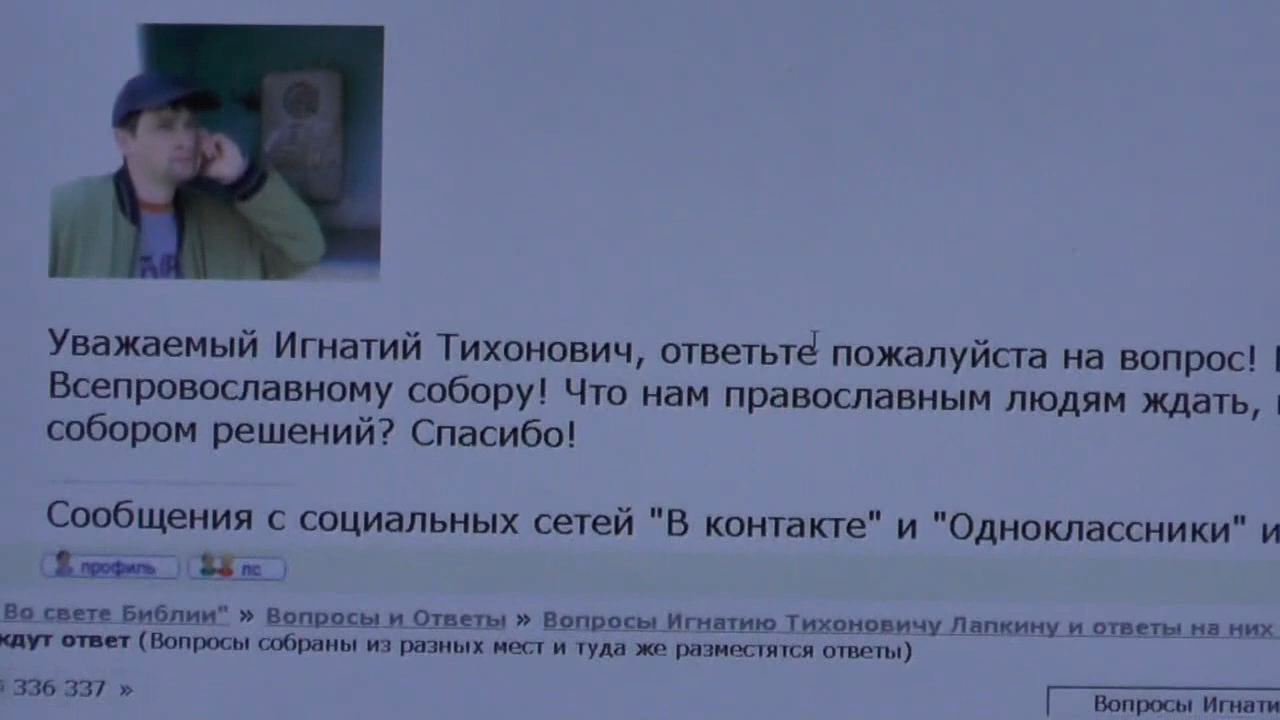 Уважаемый Игнатий Тихонович, ответьте пожалуйста на вопрос!
Всепровославному собору! Что нам православным людям ждать,
собором решений? Спасибо!
Сообщения с социальных сетей "В контакте" и "Одноклассники" и
профиль лс
Во свете Библии" » Вопросы и Ответы » Вопросы Игнатию Тихоновичу Лапкину и ответы на них
ждут ответ (Вопросы собраны из разных мест и туда же разместятся ответы)
336 337 »
Вопросы Игнати